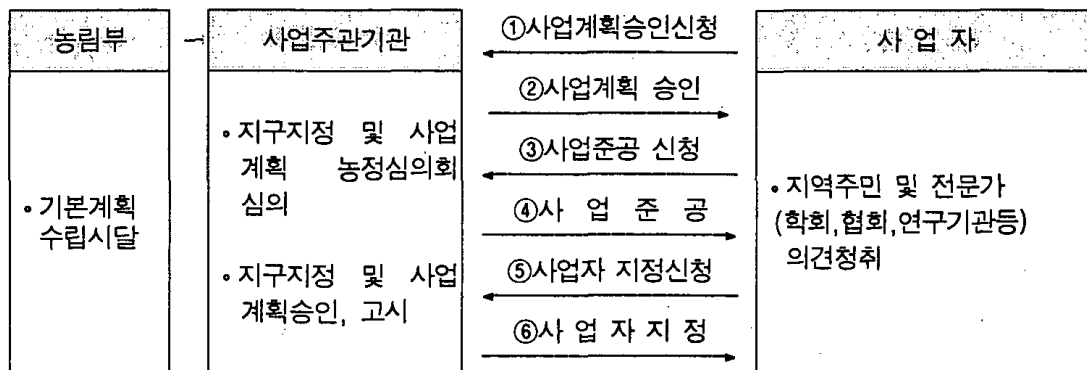 농림부
사업주관기관
사 업 자
• 기본계획
수립시달
• 지구지정 및 사업
계획 농정심의회
심의
• 지구지정 및 사업
계획승인, 고시
①사업계획승인신청
②사업계획 승인
③사업준공 신청
④사 업 준 공
⑤사업자 지정신청
⑥사 업 자 지 정
• 지역주민 및 전문가
(학회,협회,연구기관등)
의견청취